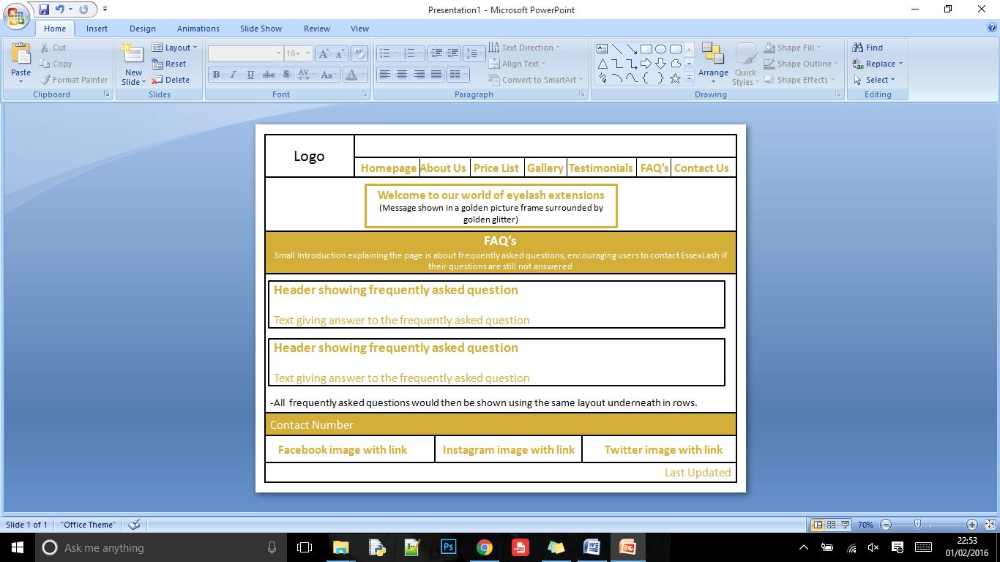 Presentation1 - Microsoft PowerPoint
Home Insert Design Animations Slide Show Review View
Paste
Cut
Copy
Format Painter
Clipboard
New Slide
Layout
Reset
Delete
Slides
18+
Font
Text Direction
Align Text
Convert to SmartArt
Paragraph
Arrange
Quick Styles
Shape Fill
Shape Outline
Shape Effects
Drawing
Find
Replace
Select
Editing
Logo
Homepage About Us Price List Gallery Testimonials FAQ’s Contact Us
Welcome to our world of eyelash extensions
(Message shown in a golden picture frame surrounded by
golden glitter)
FAQ’s
Small Introduction explaining the page is about frequently asked questions, encouraging users to contact EssexLash if
their questions are still not answered
Header showing frequently asked question
Text giving answer to the frequently asked question
Header showing frequently asked question
Text giving answer to the frequently asked question
-All frequently asked questions would then be shown using the same layout underneath in rows.
Contact Number
Facebook image with link Instagram image with link Twitter image with link
Last Updated
Slide 1 of 1 "Office Theme" 70%
Ask me anything
22:53
01/02/2016